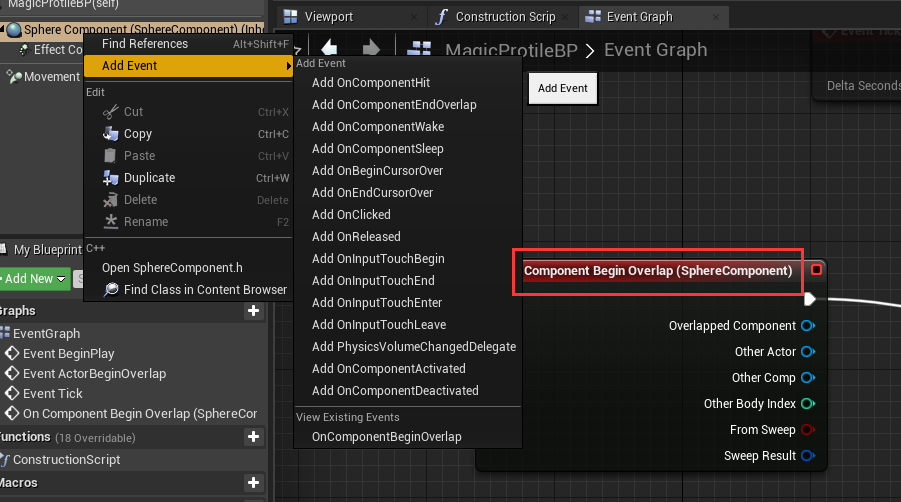 MagicProtileBP(self)
Sphere Component (SphereComponent) (Inh
Effect Co
Movement
Find References Alt+Shift+F
Add Event
Edit
Cut Ctrl+X
Copy Ctrl+C
Paste Ctrl+V
Duplicate Ctrl+W
Delete Delete
Rename F2
C++
Open SphereComponent.h
Find Class in Content Browser
Add Event
Add OnComponentHit
Add OnComponentEndOverlap
Add OnComponentWake
Add OnComponentSleep
Add OnBeginCursorOver
Add OnEndCursorOver
Add OnClicked
Add OnReleased
Add OnInputTouchBegin
Add OnInputTouchEnd
Add OnInputTouchEnter
Add OnInputTouchLeave
Add PhysicsVolumeChangedDelegate
Add OnComponentActivated
Add OnComponentDeactivated
View Existing Events
OnComponentBeginOverlap
My Blueprint
Add New
Graphs
EventGraph
Event BeginPlay
Event ActorBeginOverlap
Event Tick
On Component Begin Overlap (SphereCor
Functions (18 Overridable)
ConstructionScript
Macros
Viewport
Construction Scrip
Event Graph
MagicProtileBP > Event Graph
Add Event
Event Tick
Delta Seconds
Component Begin Overlap (SphereComponent)
Overlapped Component
Other Actor
Other Comp
Other Body Index
From Sweep
Sweep Result